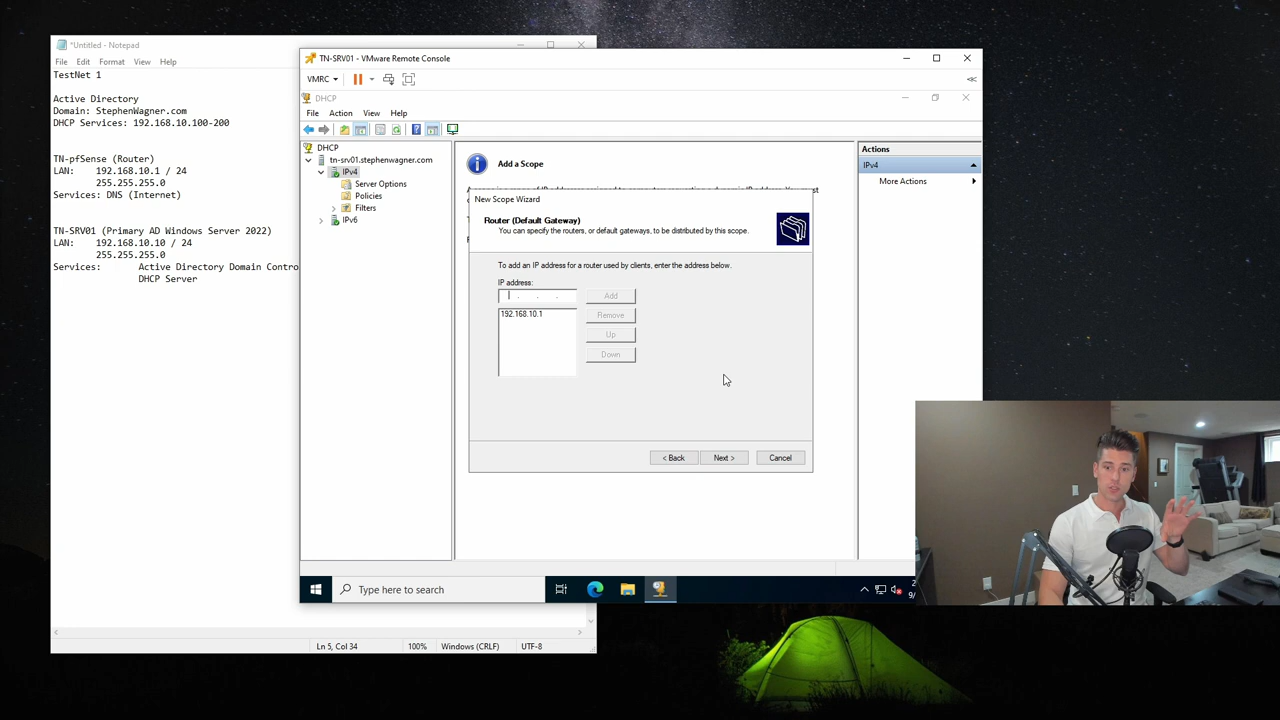 *Untitled - Notepad
File Edit Format View Help
TestNet 1
Active Directory
Domain: StephenWagner.com
DHCP Services: 192.168.10.100-200
TN-pfSense (Router)
LAN: 192.168.10.1 / 24
255.255.255.0
Services: DNS (Internet)
TN-SRV01 (Primary AD Windows Server 2022)
LAN: 192.168.10.10 / 24
255.255.255.0
Services: Active Directory Domain Contro
DHCP Server
Ln 5, Col 34 100% Windows (CRLF) UTF-8
TN-SRV01 - VMware Remote Console
VMRC
DHCP
File Action View Help
DHCP
tn-srv01.stephenwagner.com
IPv4
Server Options
Policies
Filters
IPv6
Add a Scope
New Scope Wizard
Router (Default Gateway)
You can specify the routers, or default gateways, to be distributed by this scope.
To add an IP address for a router used by clients, enter the address below.
IP address:
Add
192.168.10.1
Remove
Up
Down
< Back Next > Cancel
Actions
IPv4
More Actions
Type here to search